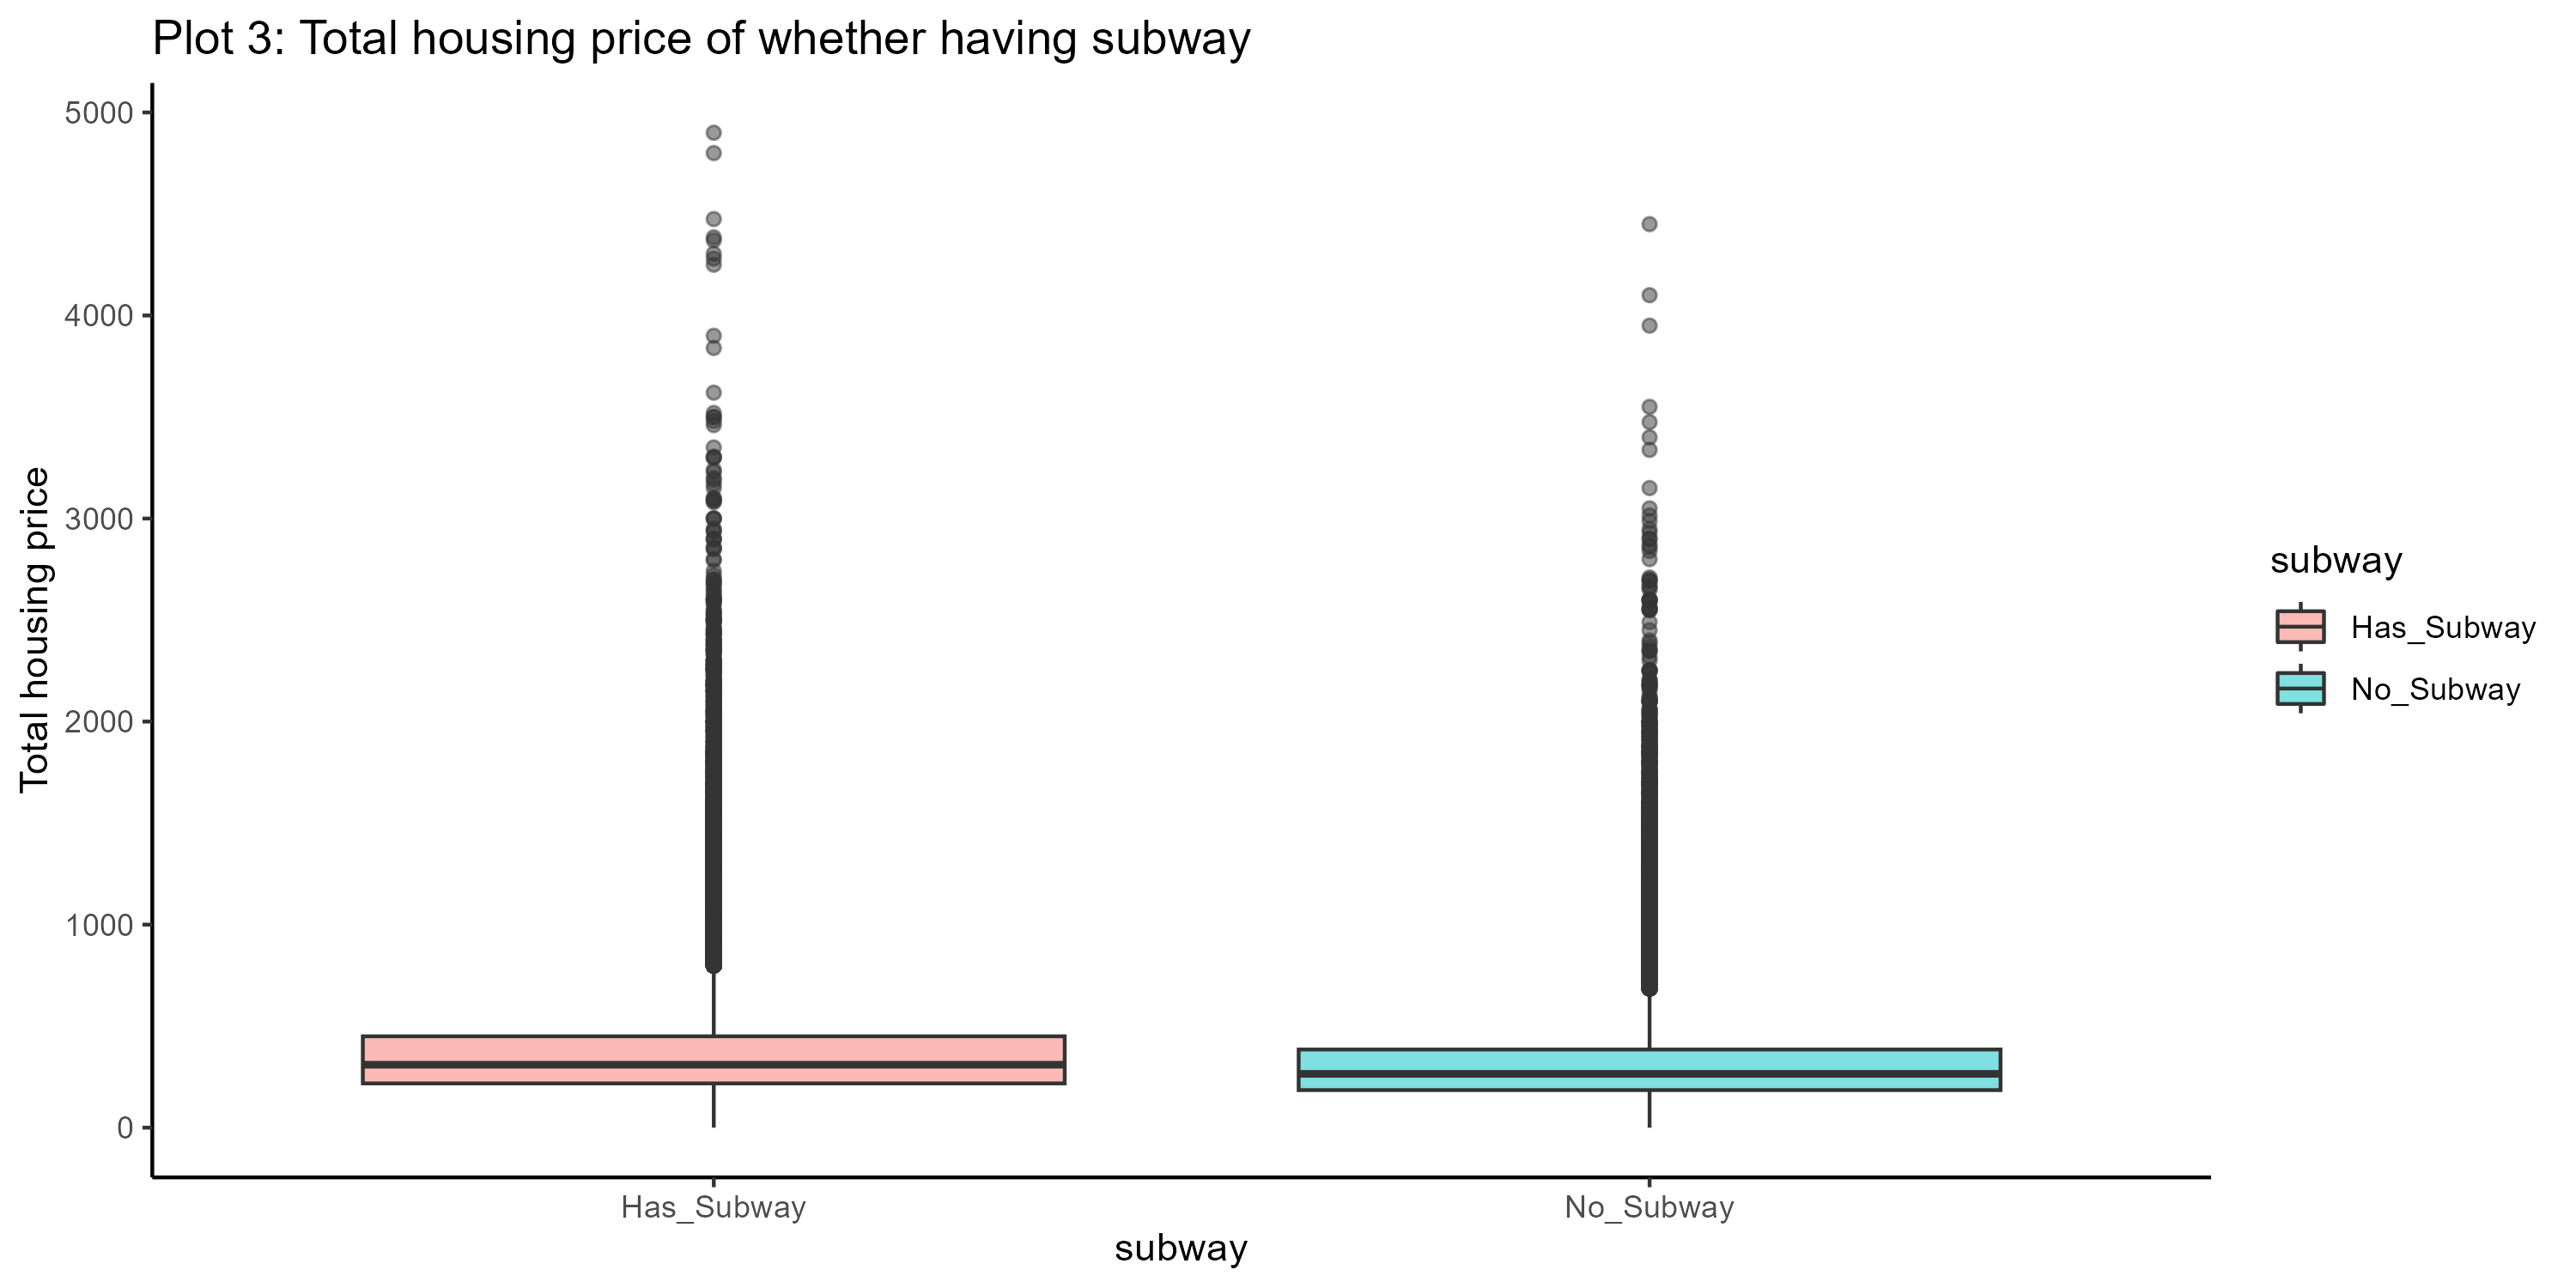 Plot 3: Total housing price of whether having subway
Total housing price
5000
4000
3000
2000
1000
0
Has_Subway
No_Subway
subway
subway
Has_Subway
No_Subway